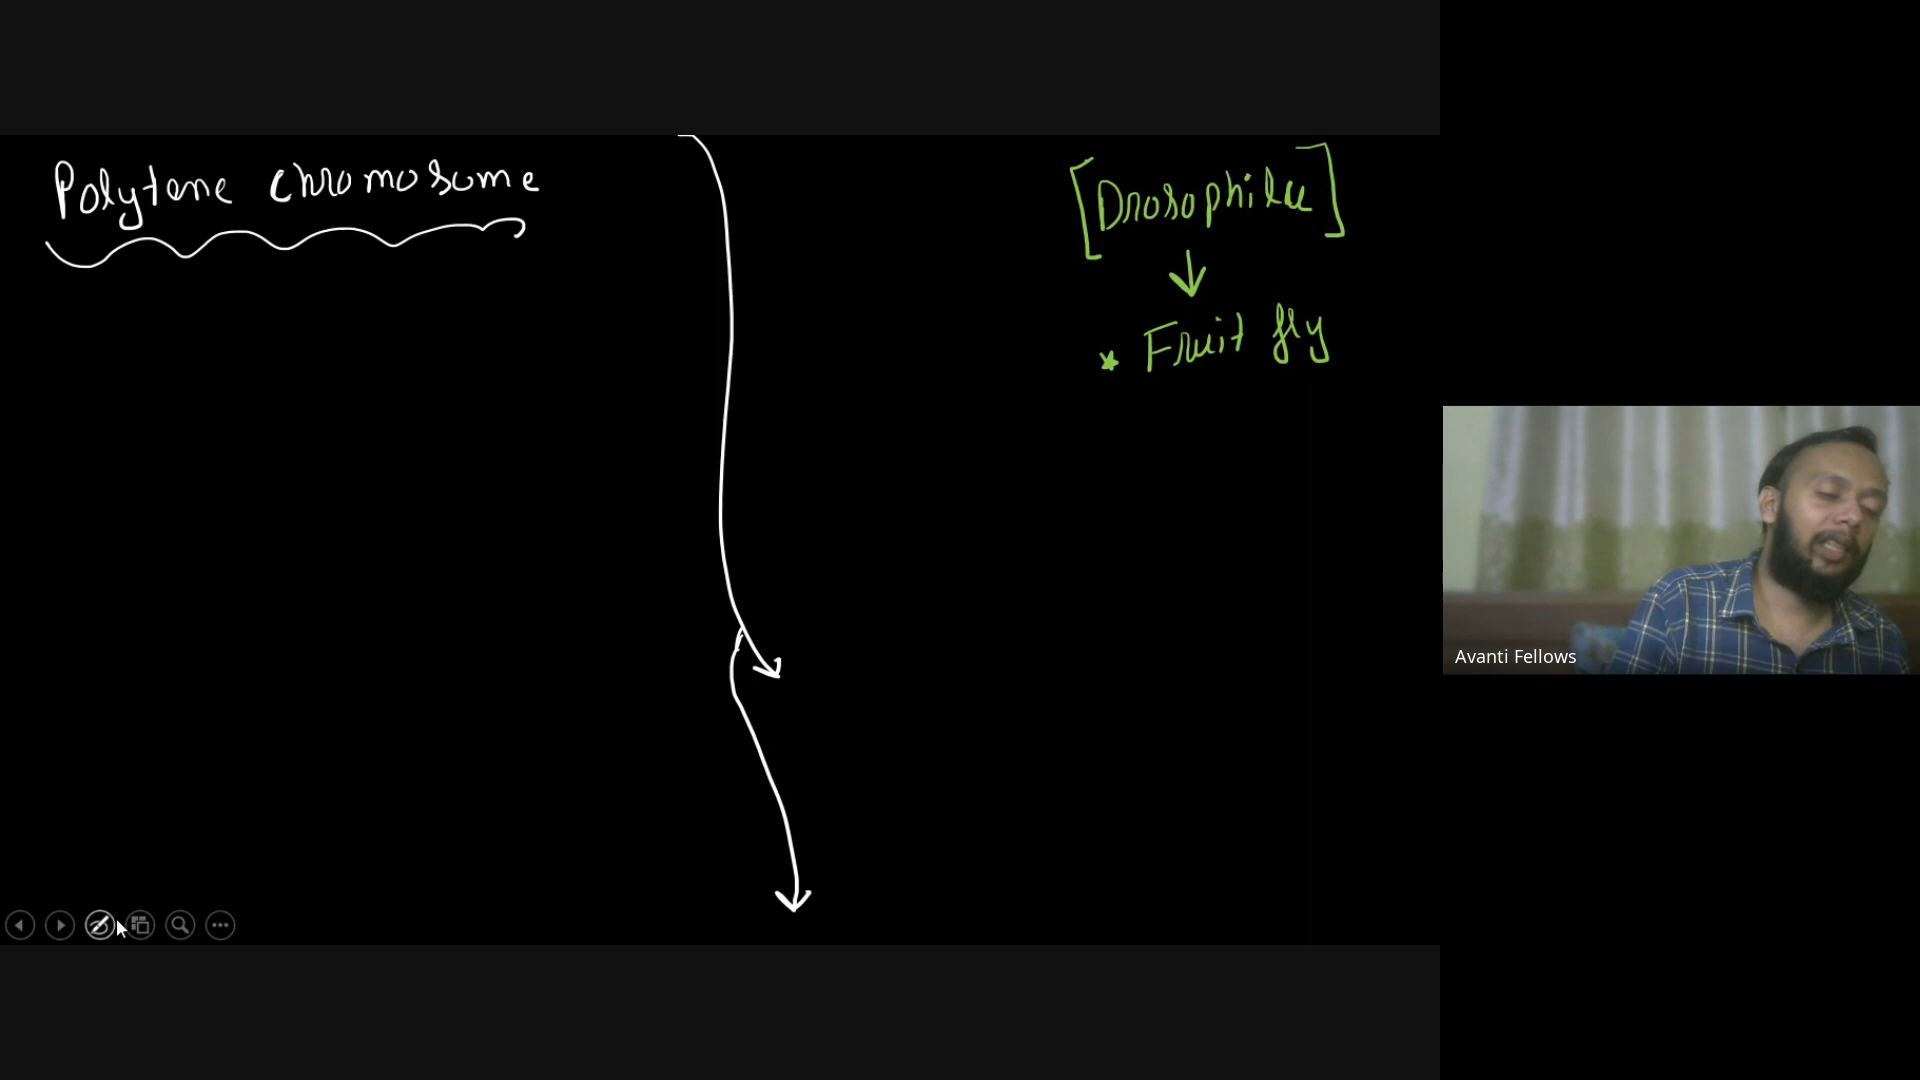 Polytene chromosome
[Drosophila]
↓
* Fruit fly
Avanti Fellows